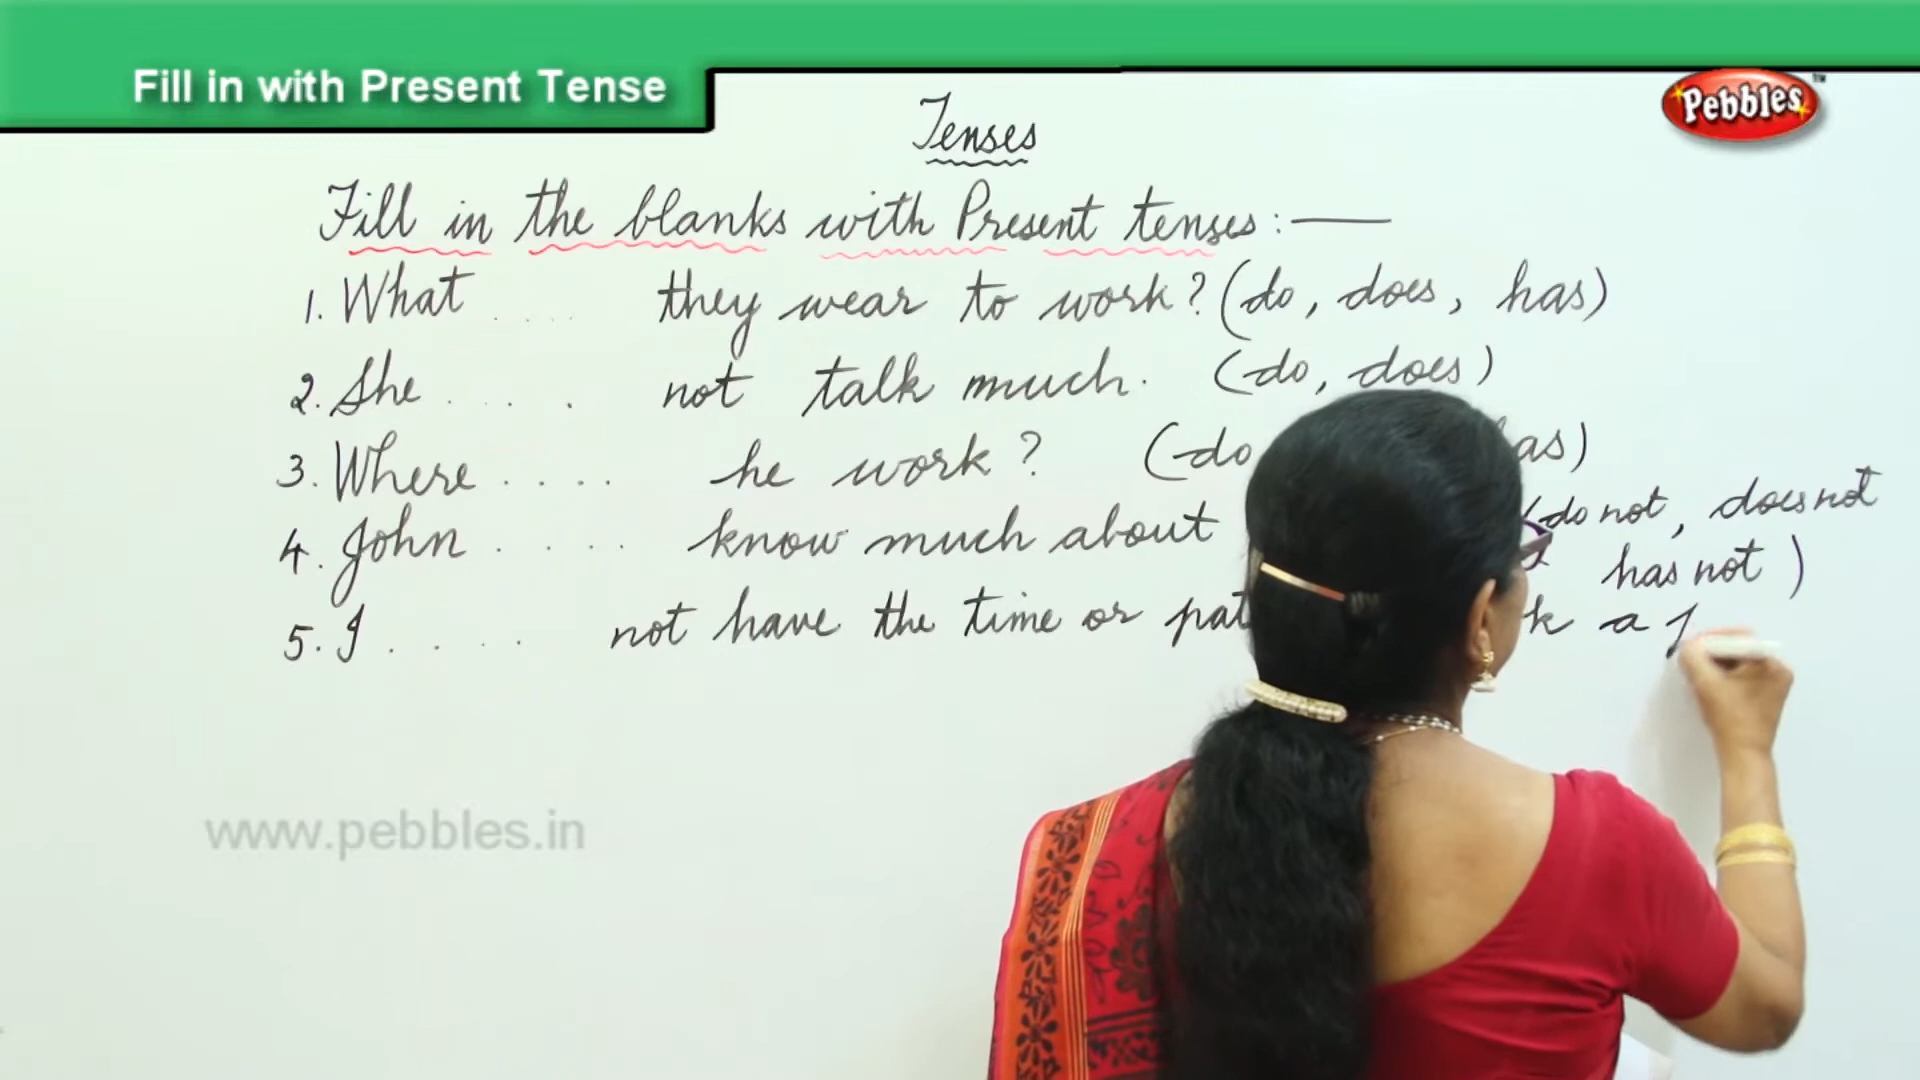 Fill in with Present Tense
Pebbles™
Tenses
Fill in the blanks with Present tenses :—
1. What .... they wear to work? (do, does, has)
2. She .... not talk much. (do, does)
3. Where .... he work? (do as)
4. John .... know much about (do not, does not
has not)
5. I .... not have the time or a
www.pebbles.in